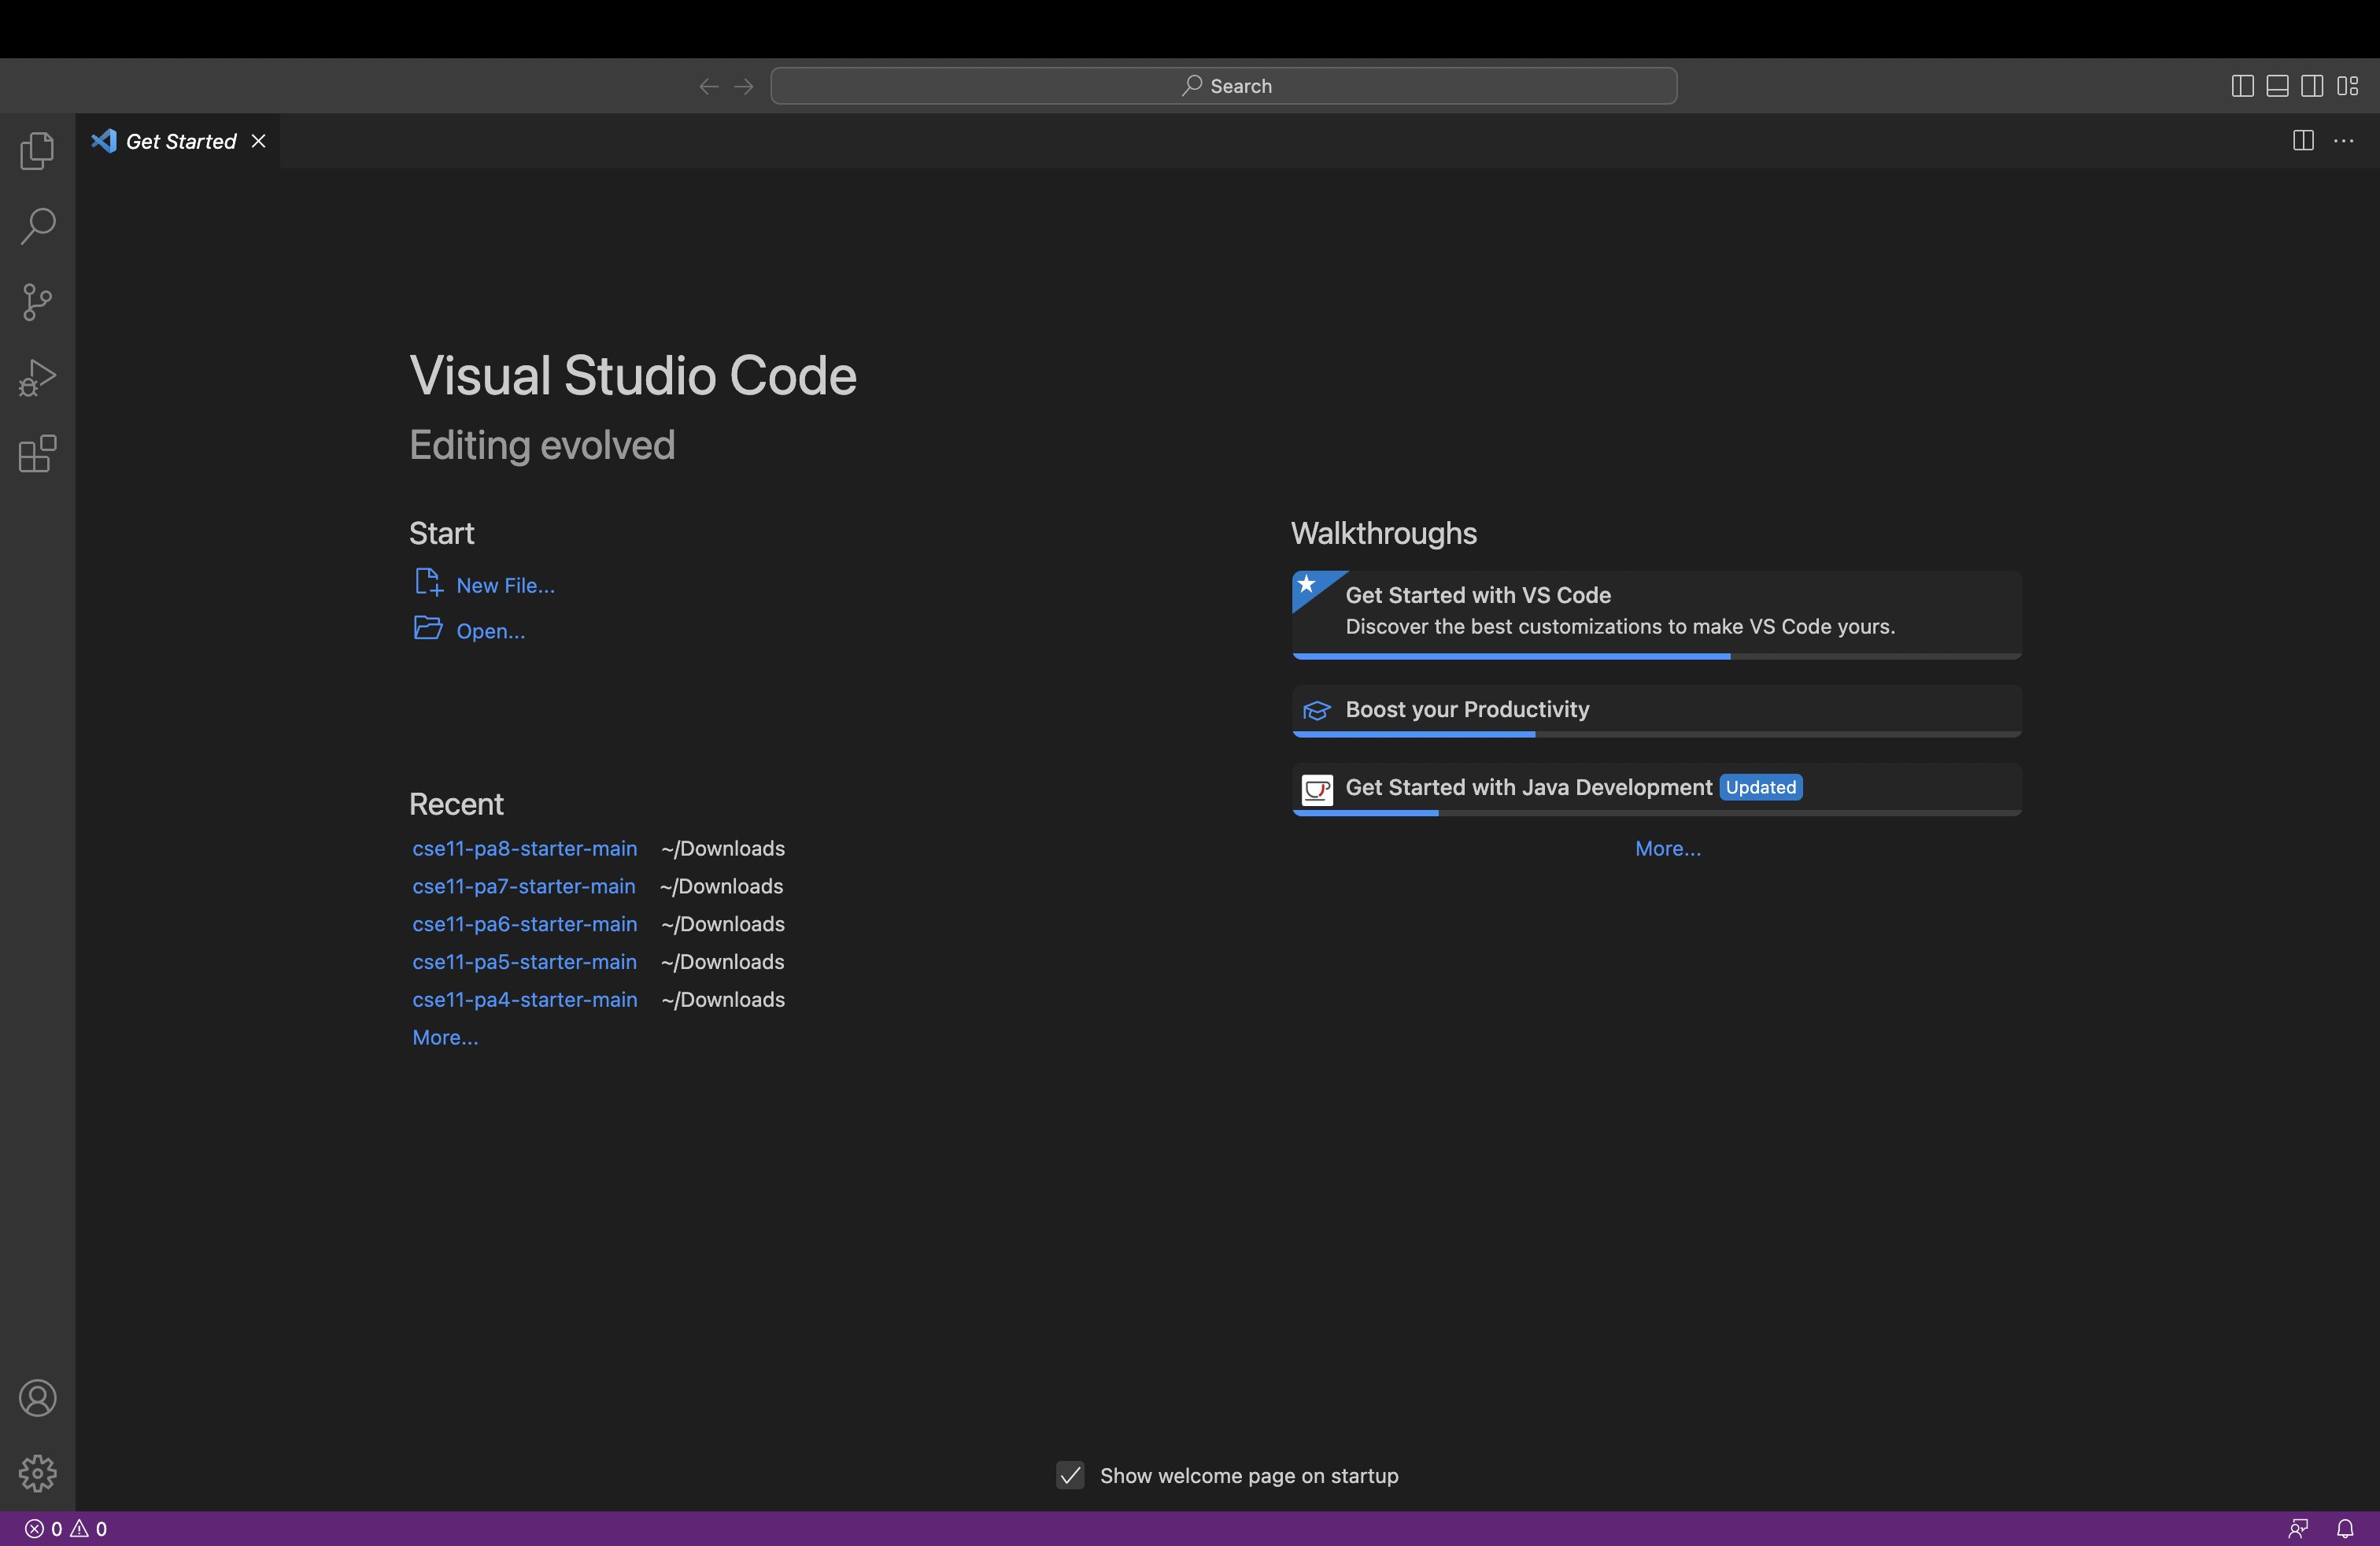 Search
Get Started
Visual Studio Code
Editing evolved
Start
New File...
Open...
Recent
cse11-pa8-starter-main ~/Downloads
cse11-pa7-starter-main ~/Downloads
cse11-pa6-starter-main ~/Downloads
cse11-pa5-starter-main ~/Downloads
cse11-pa4-starter-main ~/Downloads
More...
Walkthroughs
Get Started with VS Code
Discover the best customizations to make VS Code yours.
Boost your Productivity
Get Started with Java Development Updated
More...
Show welcome page on startup
0 0